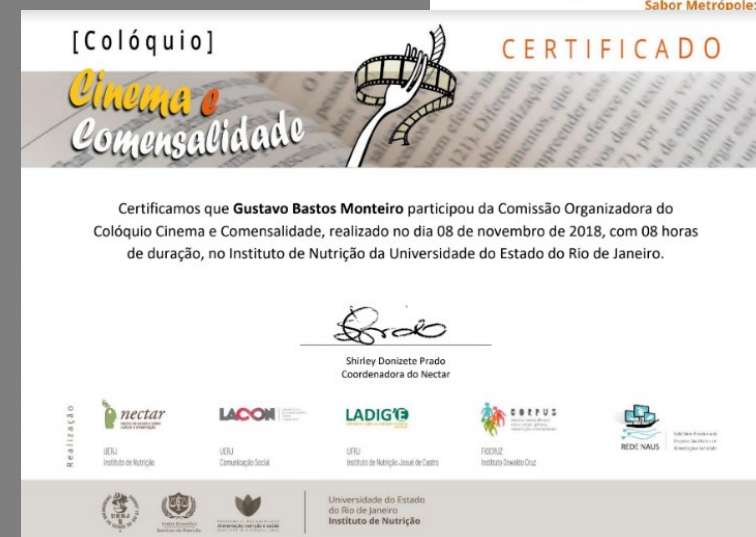 Sabor Metrópole:
[Colóquio]
CERTIFICADO
Cinema e
Comensalidade
Certificamos que Gustavo Bastos Monteiro participou da Comissão Organizadora do
Colóquio Cinema e Comensalidade, realizado no dia 08 de novembro de 2018, com 08 horas
de duração, no Instituto de Nutrição da Universidade do Estado do Rio de Janeiro.
Shirley Donizete Prado
Coordenadora do Nectar
Realização
nectar
LACON
LADIG'E
CORPUS
REDE NAUS
UERJ
Instituto de Nutrição
UERJ
Comunicação Social
UFRJ
Instituto de Nutrição Josué de Castro
FIOCRUZ
Instituto Oswaldo Cruz
UERJ
Universidade do Estado
do Rio de Janeiro
Instituto de Nutrição